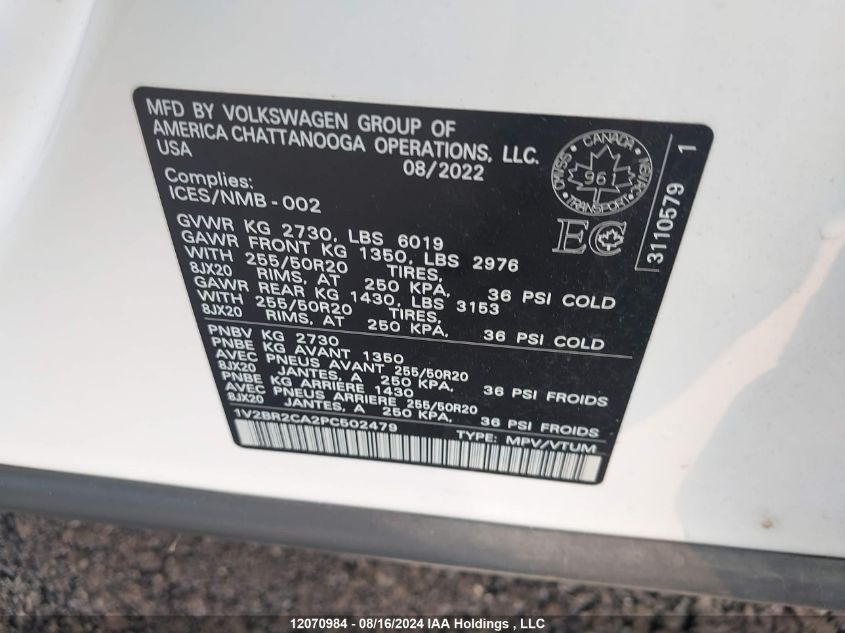 MFD BY VOLKSWAGEN GROUP OF
AMERICA CHATTANOOGA OPERATIONS, LLC.
USA
08/2022
Complies:
ICES/NMB-002
GVWR KG 2730, LBS 6019
GAWR FRONT KG 1350, LBS 2976
WITH 255/50R20 TIRES,
8JX20 RIMS, AT 250 KPA, 36 PSI COLD
GAWR REAR KG 1430, LBS 3153
WITH 255/50R20 TIRES,
8JX20 RIMS, AT 250 KPA, 36 PSI COLD
PNBV KG 2730
PNBE KG AVANT 1350
AVEC PNEUS AVANT 255/50R20
8JX20 JANTES, A 250 KPA, 36 PSI FROIDS
PNBE KG ARRIERE 1430
AVEC PNEUS ARRIERE 255/50R20
8JX20 JANTES, A 250 KPA, 36 PSI FROIDS
1V2BR2CA2PC502479 TYPE: MPV/VTUM
CANADA
961
TRANSPORT
EC
3110579 1
12070984 - 08/16/2024 IAA Holdings, LLC